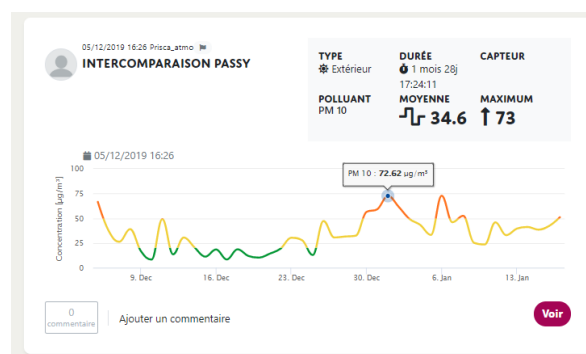 05/12/2019 16:26 Prisca_atmo
INTERCOMPARAISON PASSY
TYPE
Extérieur
DURÉE
1 mois 28j
17:24:11
CAPTEUR
POLLUANT
PM 10
MOYENNE
34.6
MAXIMUM
73
05/12/2019 16:26
PM 10 : 72.62 µg/m³
Concentration [µg/m³]
100
75
50
25
0
9. Dec
16. Dec
23. Dec
30. Dec
6. Jan
13. Jan
0
commentaire
Ajouter un commentaire
Voir